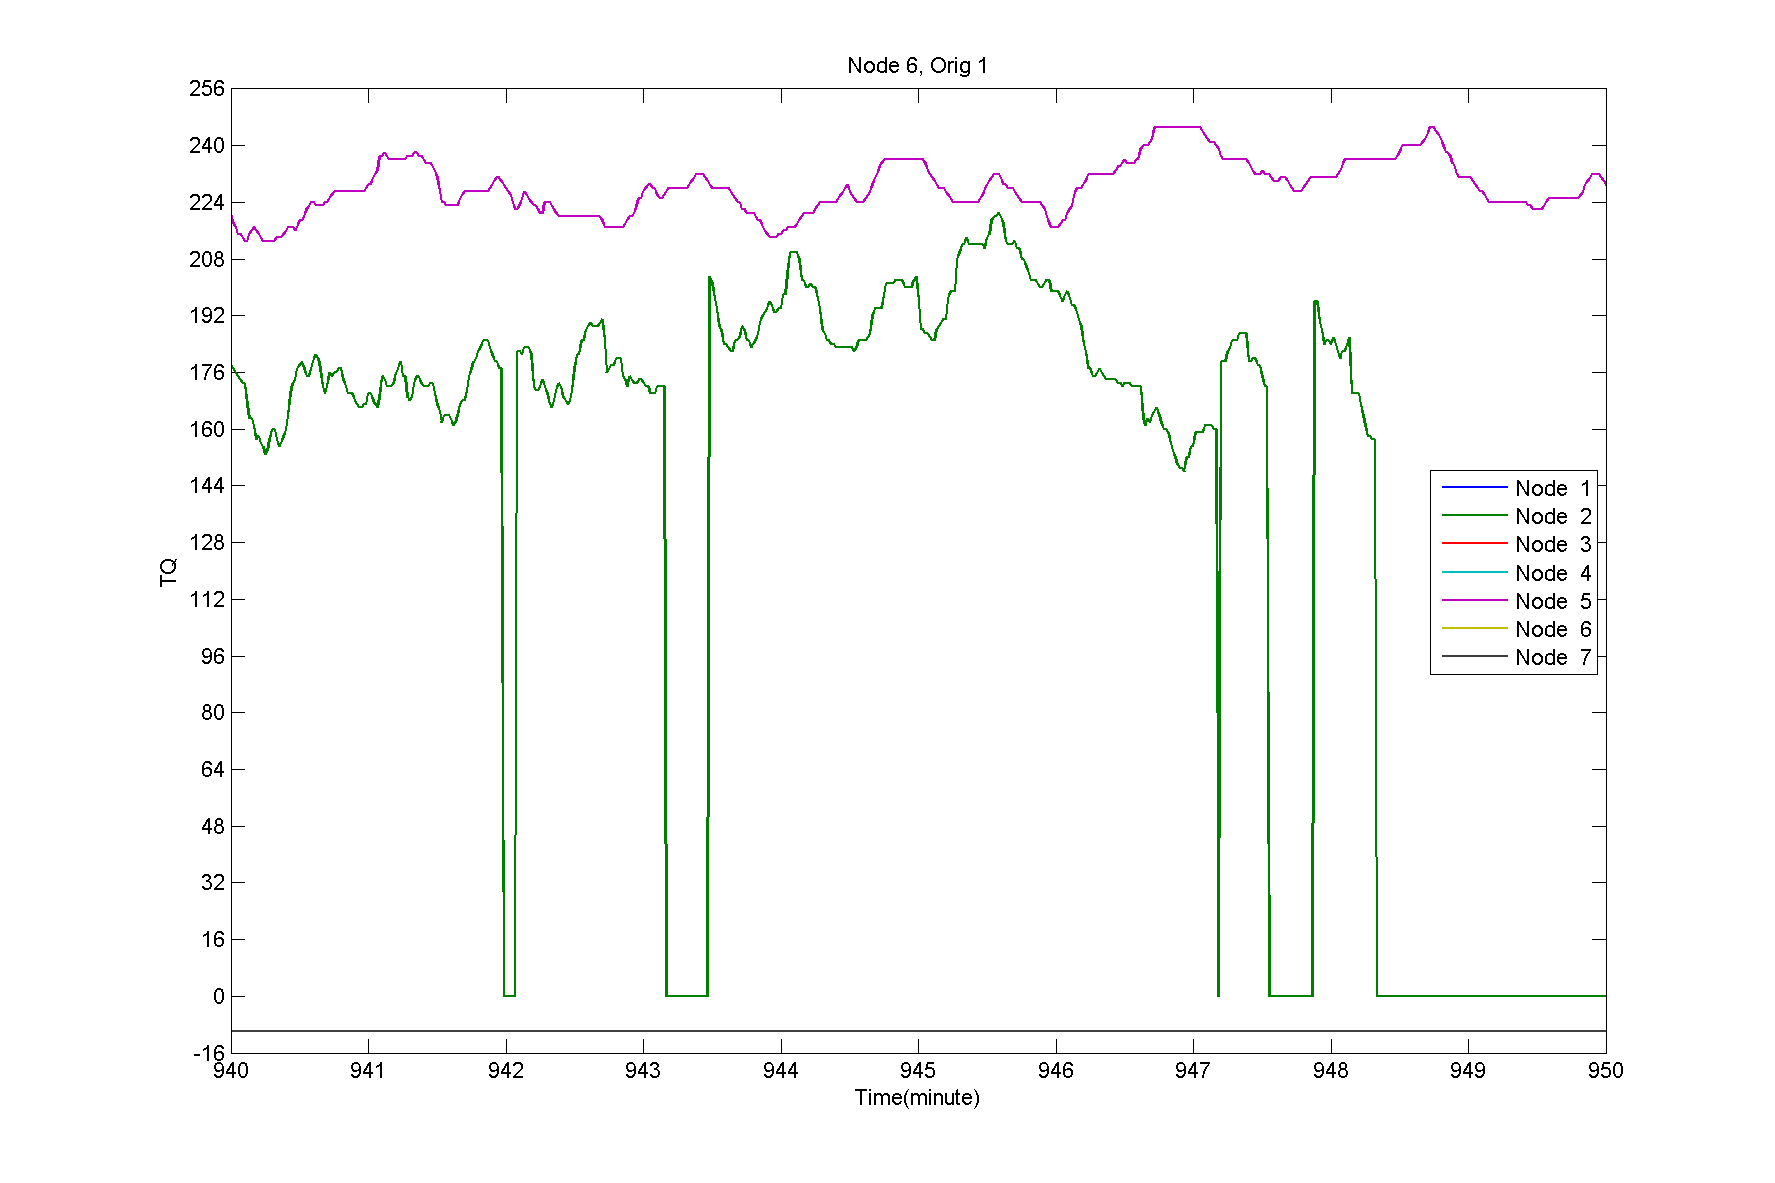 Node 6, Orig 1
256
240
224
208
192
176
160
144
128
112
96
80
64
48
32
16
0
-16
TQ
Node 1
Node 2
Node 3
Node 4
Node 5
Node 6
Node 7
940 941 942 943 944 945 946 947 948 949 950
Time(minute)